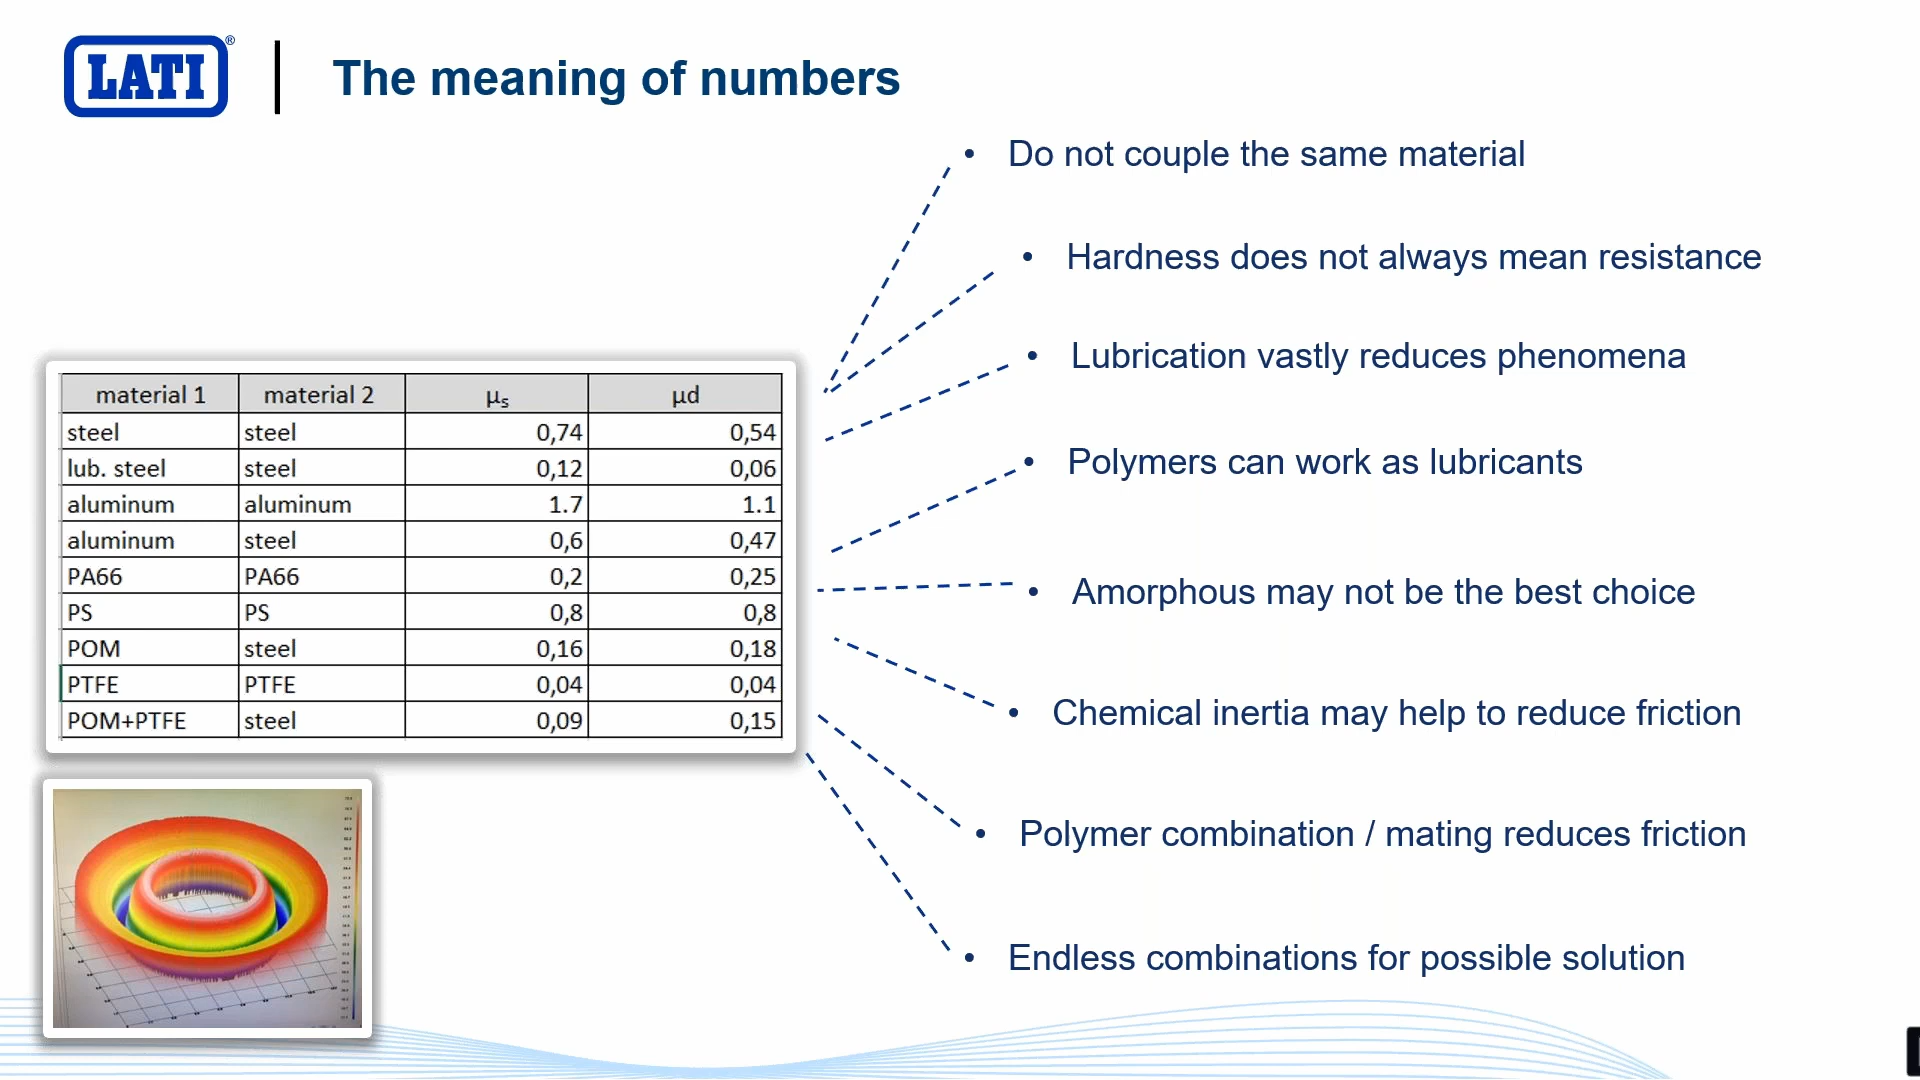 LATI®
The meaning of numbers
• Do not couple the same material
• Hardness does not always mean resistance
• Lubrication vastly reduces phenomena
• Polymers can work as lubricants
• Amorphous may not be the best choice
• Chemical inertia may help to reduce friction
• Polymer combination / mating reduces friction
• Endless combinations for possible solution
material 1 material 2 μs μd
steel steel 0,74 0,54
lub. steel steel 0,12 0,06
aluminum aluminum 1.7 1.1
aluminum steel 0,6 0,47
PA66 PA66 0,2 0,25
PS PS 0,8 0,8
POM steel 0,16 0,18
PTFE PTFE 0,04 0,04
POM+PTFE steel 0,09 0,15